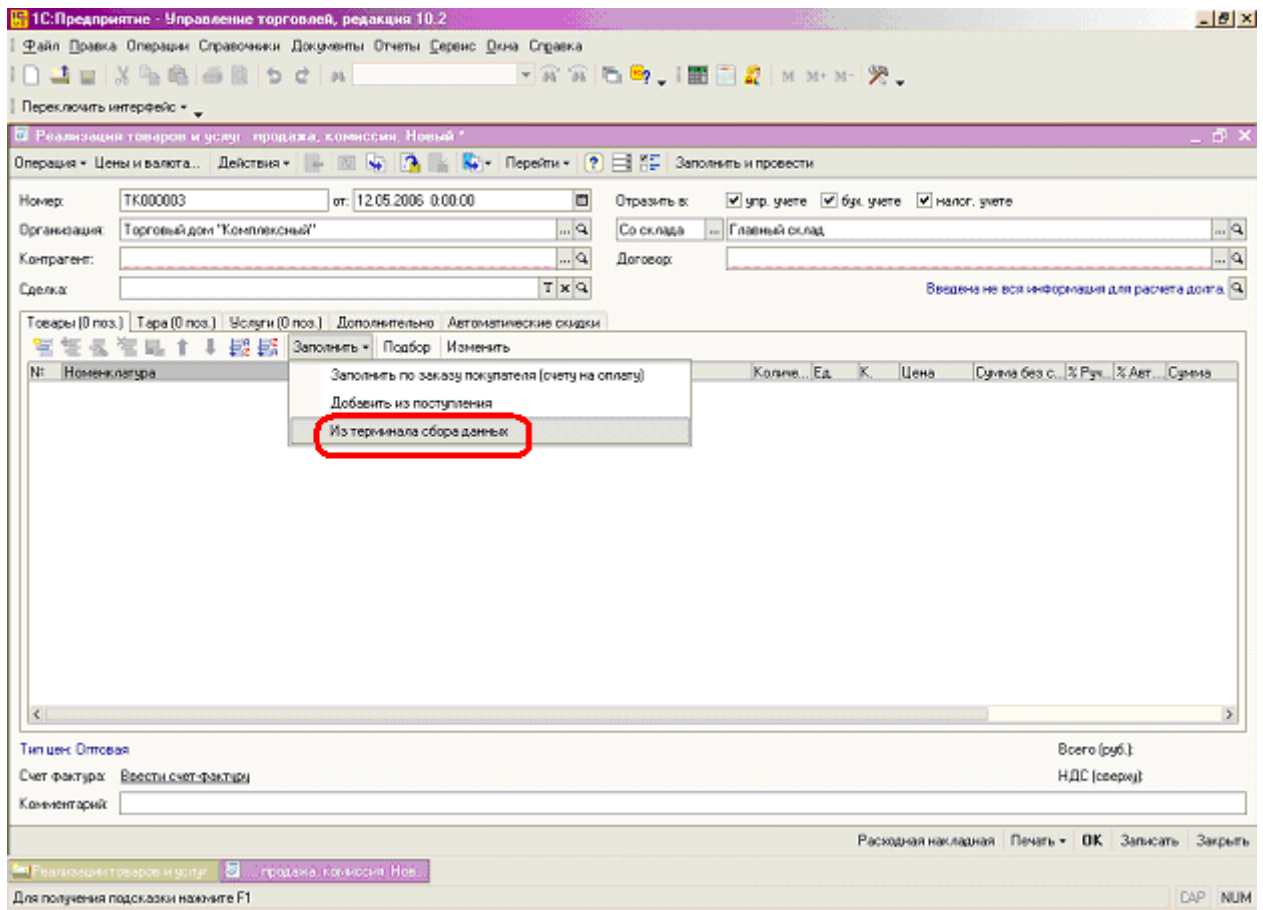 1С:Предприятие - Управление торговлей, редакция 10.2
Файл Правка Операции Справочники Документы Отчеты Сервис Окна Справка
M M+ M-
Переключить интерфейс
Реализация товаров и услуг: продажа, комиссия. Новый *
Операция Цены и валюта... Действия Перейти Заполнить и провести
Номер: ТК000003 от: 12.05.2006 0:00:00 Отразить в: упр. учете бух. учете налог. учете
Организация: Торговый дом "Комплексный" ... Со склада ... Главный склад ...
Контрагент: ... Договор: ...
Сделка: T × Введена не вся информация для расчета долга.
Товары (0 поз.) Тара (0 поз.) Услуги (0 поз.) Дополнительно Автоматические скидки
Заполнить Подбор Изменить
№ Номенклатура Количе... Ед. К. Цена Сумма без с... % Руч... % Авт... Сумма
Заполнить по заказу покупателя (счету на оплату)
Добавить из поступления
Из терминала сбора данных
Тип цен: Оптовая Всего (руб.):
Счет фактура: Ввести счет-фактуру НДС (сверху):
Комментарий:
Расходная накладная Печать OK Записать Закрыть
Реализации товаров и услуг ...: продажа, комиссия. Нов...
Для получения подсказки нажмите F1 CAP NUM